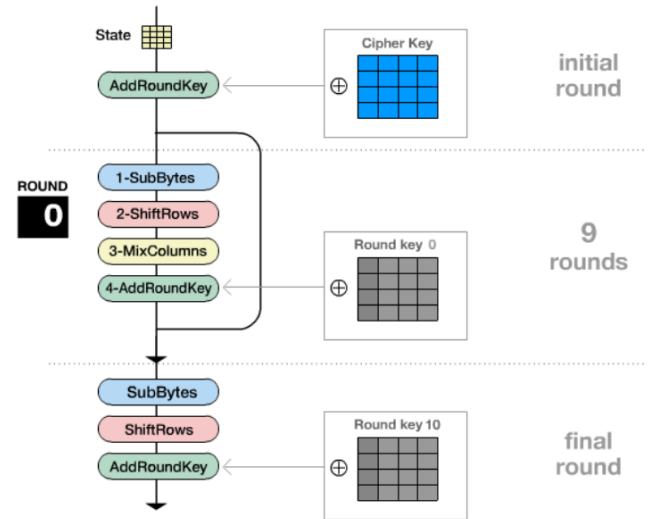 State
Cipher Key
AddRoundKey
initial
round
1-SubBytes
ROUND
0
2-ShiftRows
3-MixColumns
Round key 0
4-AddRoundKey
9
rounds
SubBytes
ShiftRows
Round key 10
AddRoundKey
final
round